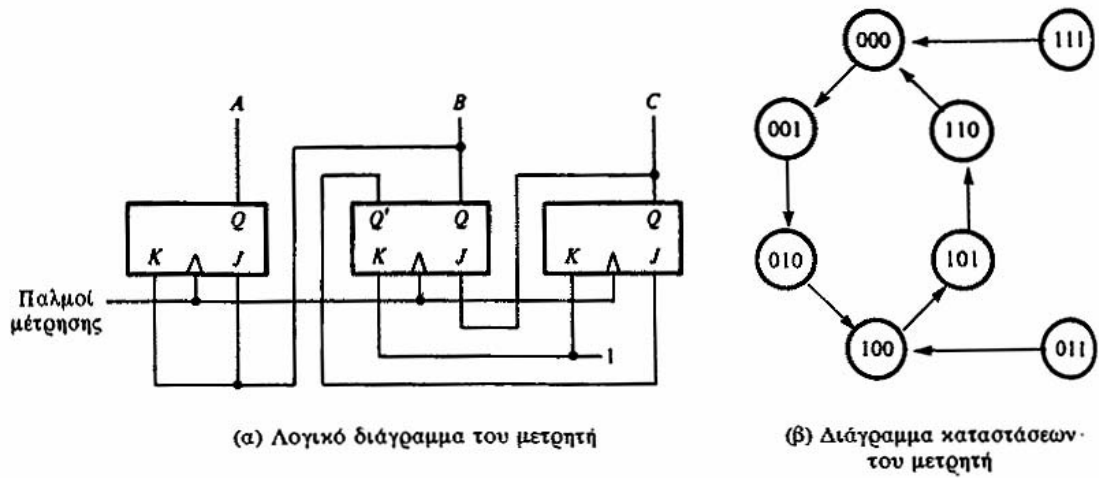 A B C
Q Q' Q Q
K J K J K J
Παλμοί
μέτρησης
1
(α) Λογικό διάγραμμα του μετρητή
000 111
001 110
010 101
100 011
(β) Διάγραμμα καταστάσεων
του μετρητή